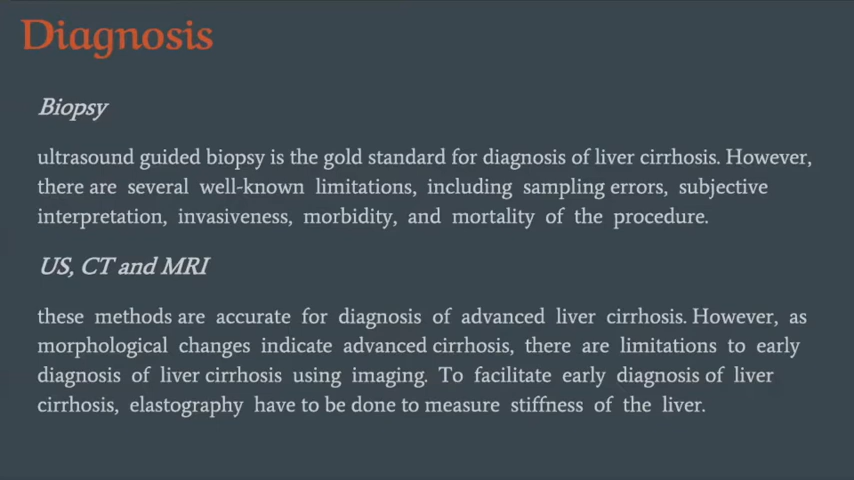 Diagnosis
Biopsy
ultrasound guided biopsy is the gold standard for diagnosis of liver cirrhosis. However,
there are several well-known limitations, including sampling errors, subjective
interpretation, invasiveness, morbidity, and mortality of the procedure.
US, CT and MRI
these methods are accurate for diagnosis of advanced liver cirrhosis. However, as
morphological changes indicate advanced cirrhosis, there are limitations to early
diagnosis of liver cirrhosis using imaging. To facilitate early diagnosis of liver
cirrhosis, elastography have to be done to measure stiffness of the liver.